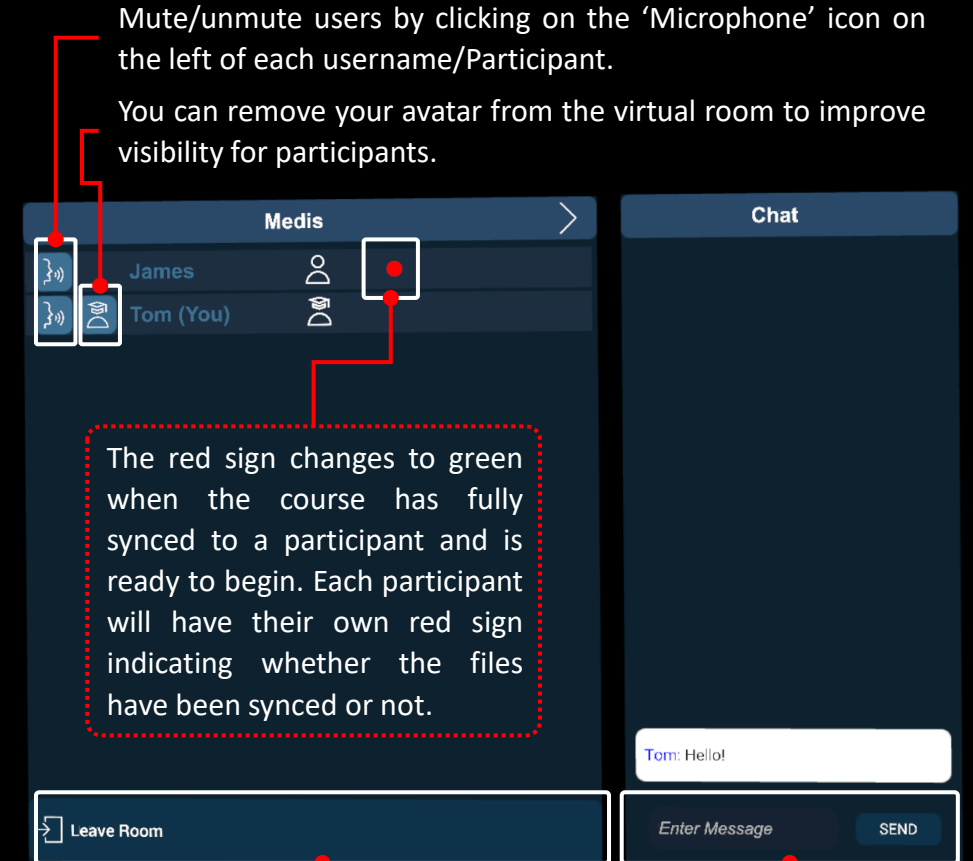 Mute/unmute users by clicking on the ‘Microphone’ icon on
the left of each username/Participant.
You can remove your avatar from the virtual room to improve
visibility for participants.
Medis
James
Tom (You)
The red sign changes to green
when the course has fully
synced to a participant and is
ready to begin. Each participant
will have their own red sign
indicating whether the files
have been synced or not.
Leave Room
Chat
Tom: Hello!
Enter Message
SEND